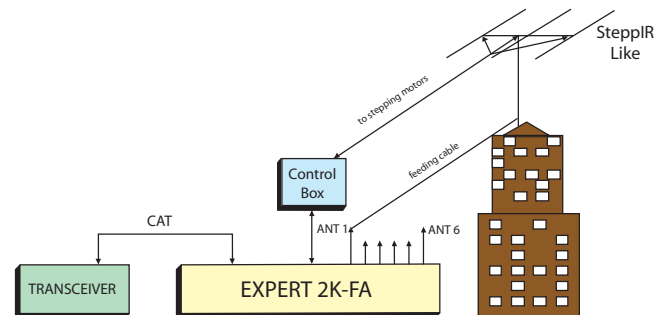 SteppIR
Like
to stepping motors
feeding cable
Control
Box
CAT
ANT 1
ANT 6
TRANSCEIVER
EXPERT 2K-FA